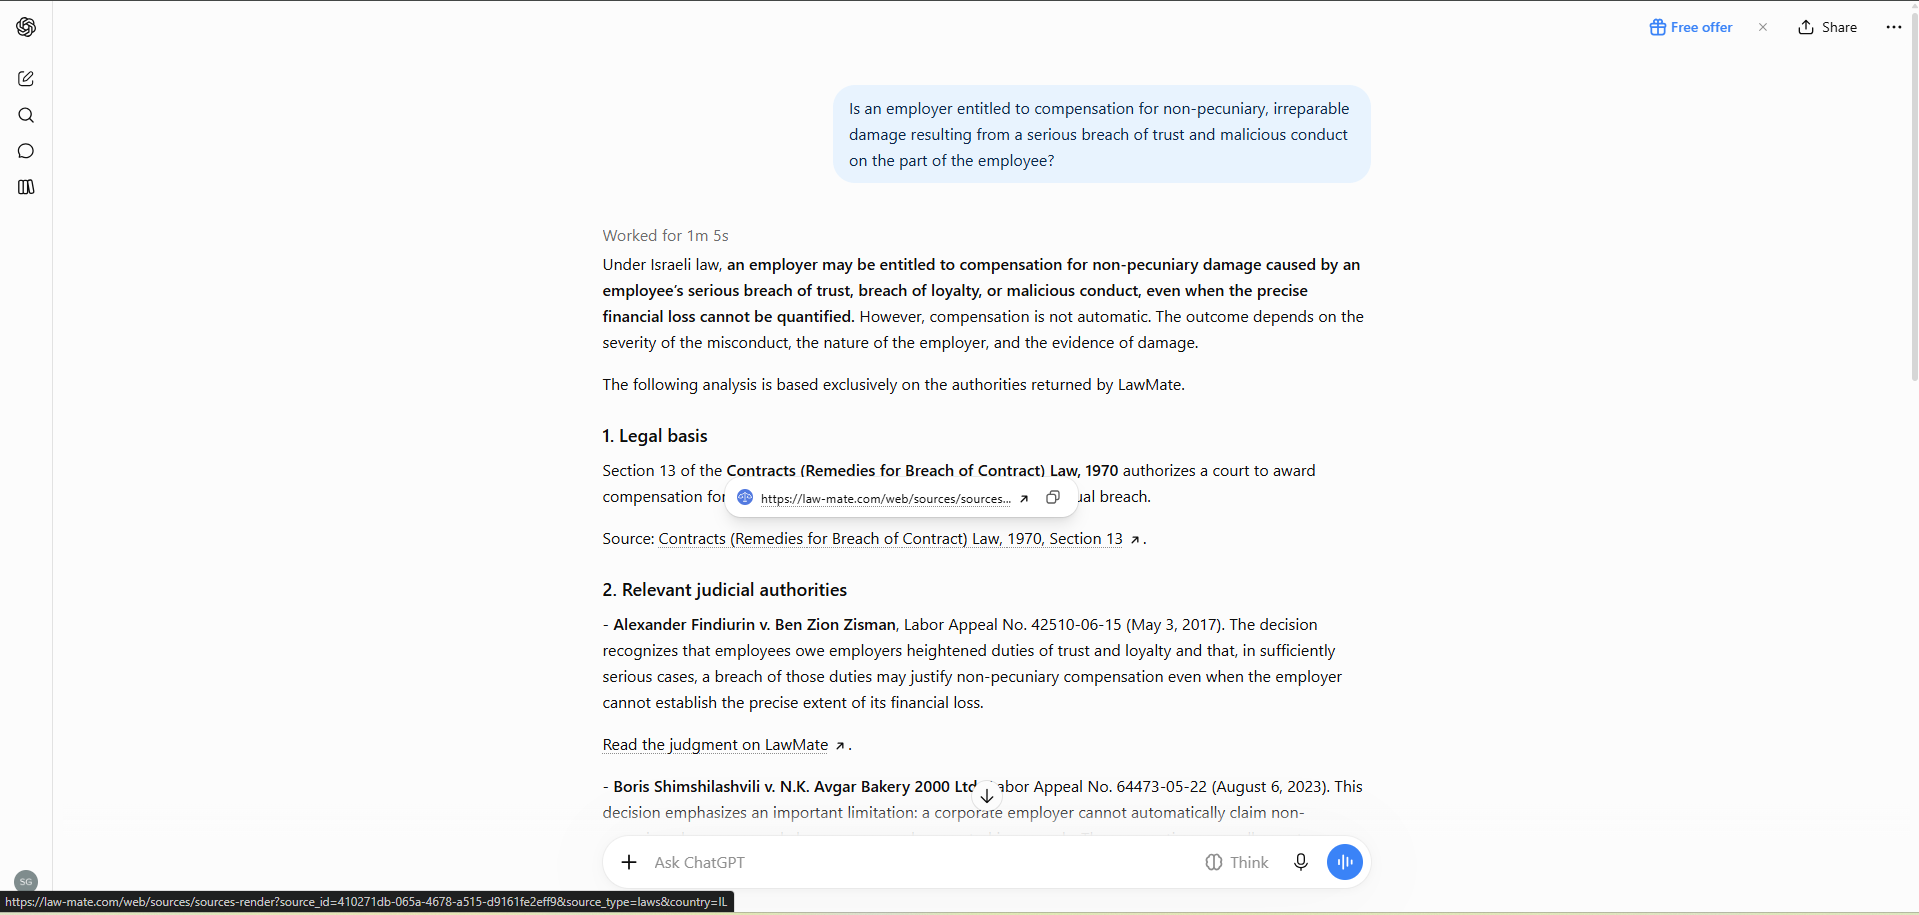 Free offer
Share
Is an employer entitled to compensation for non-pecuniary, irreparable
damage resulting from a serious breach of trust and malicious conduct
on the part of the employee?
Worked for 1m 5s
Under Israeli law, an employer may be entitled to compensation for non-pecuniary damage caused by an
employee's serious breach of trust, breach of loyalty, or malicious conduct, even when the precise
financial loss cannot be quantified. However, compensation is not automatic. The outcome depends on the
severity of the misconduct, the nature of the employer, and the evidence of damage.
The following analysis is based exclusively on the authorities returned by LawMate.
1. Legal basis
Section 13 of the Contracts (Remedies for Breach of Contract) Law, 1970 authorizes a court to award
compensation for
https://law-mate.com/web/sources/sources...
breach.
Source: Contracts (Remedies for Breach of Contract) Law, 1970, Section 13 .
2. Relevant judicial authorities
- Alexander Findiurin v. Ben Zion Zisman, Labor Appeal No. 42510-06-15 (May 3, 2017). The decision
recognizes that employees owe employers heightened duties of trust and loyalty and that, in sufficiently
serious cases, a breach of those duties may justify non-pecuniary compensation even when the employer
cannot establish the precise extent of its financial loss.
Read the judgment on LawMate .
- Boris Shimshilashvili v. N.K. Avgar Bakery 2000 Ltd Labor Appeal No. 64473-05-22 (August 6, 2023). This
decision emphasizes an important limitation: a corporate employer cannot automatically claim non-
Ask ChatGPT
Think
SG
https://law-mate.com/web/sources/sources-render?source_id=410271db-065a-4678-a515-d9161fe2eff9&source_type=laws&country=IL